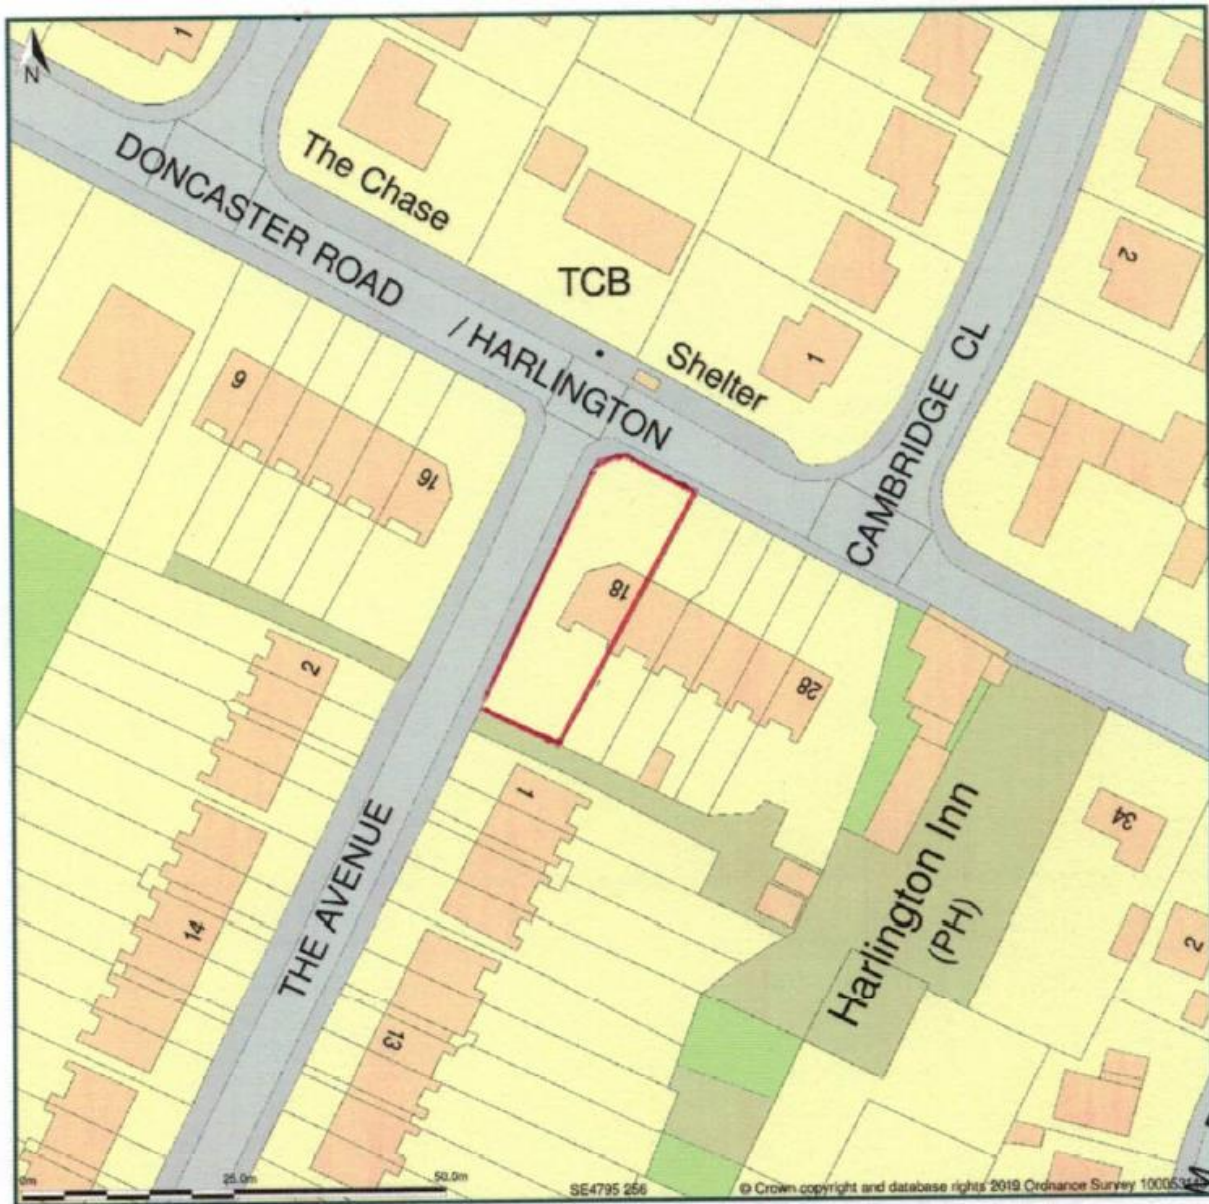 1
N
The Chase
DONCASTER ROAD / HARLINGTON
TCB
Shelter
1
2
CAMBRIDGE CL
6
16
18
28
2
1
THE AVENUE
14
13
Harlington Inn
(PH)
34
2
0m 25.0m 50.0m
SE4795 256
© Crown copyright and database rights 2019 Ordnance Survey